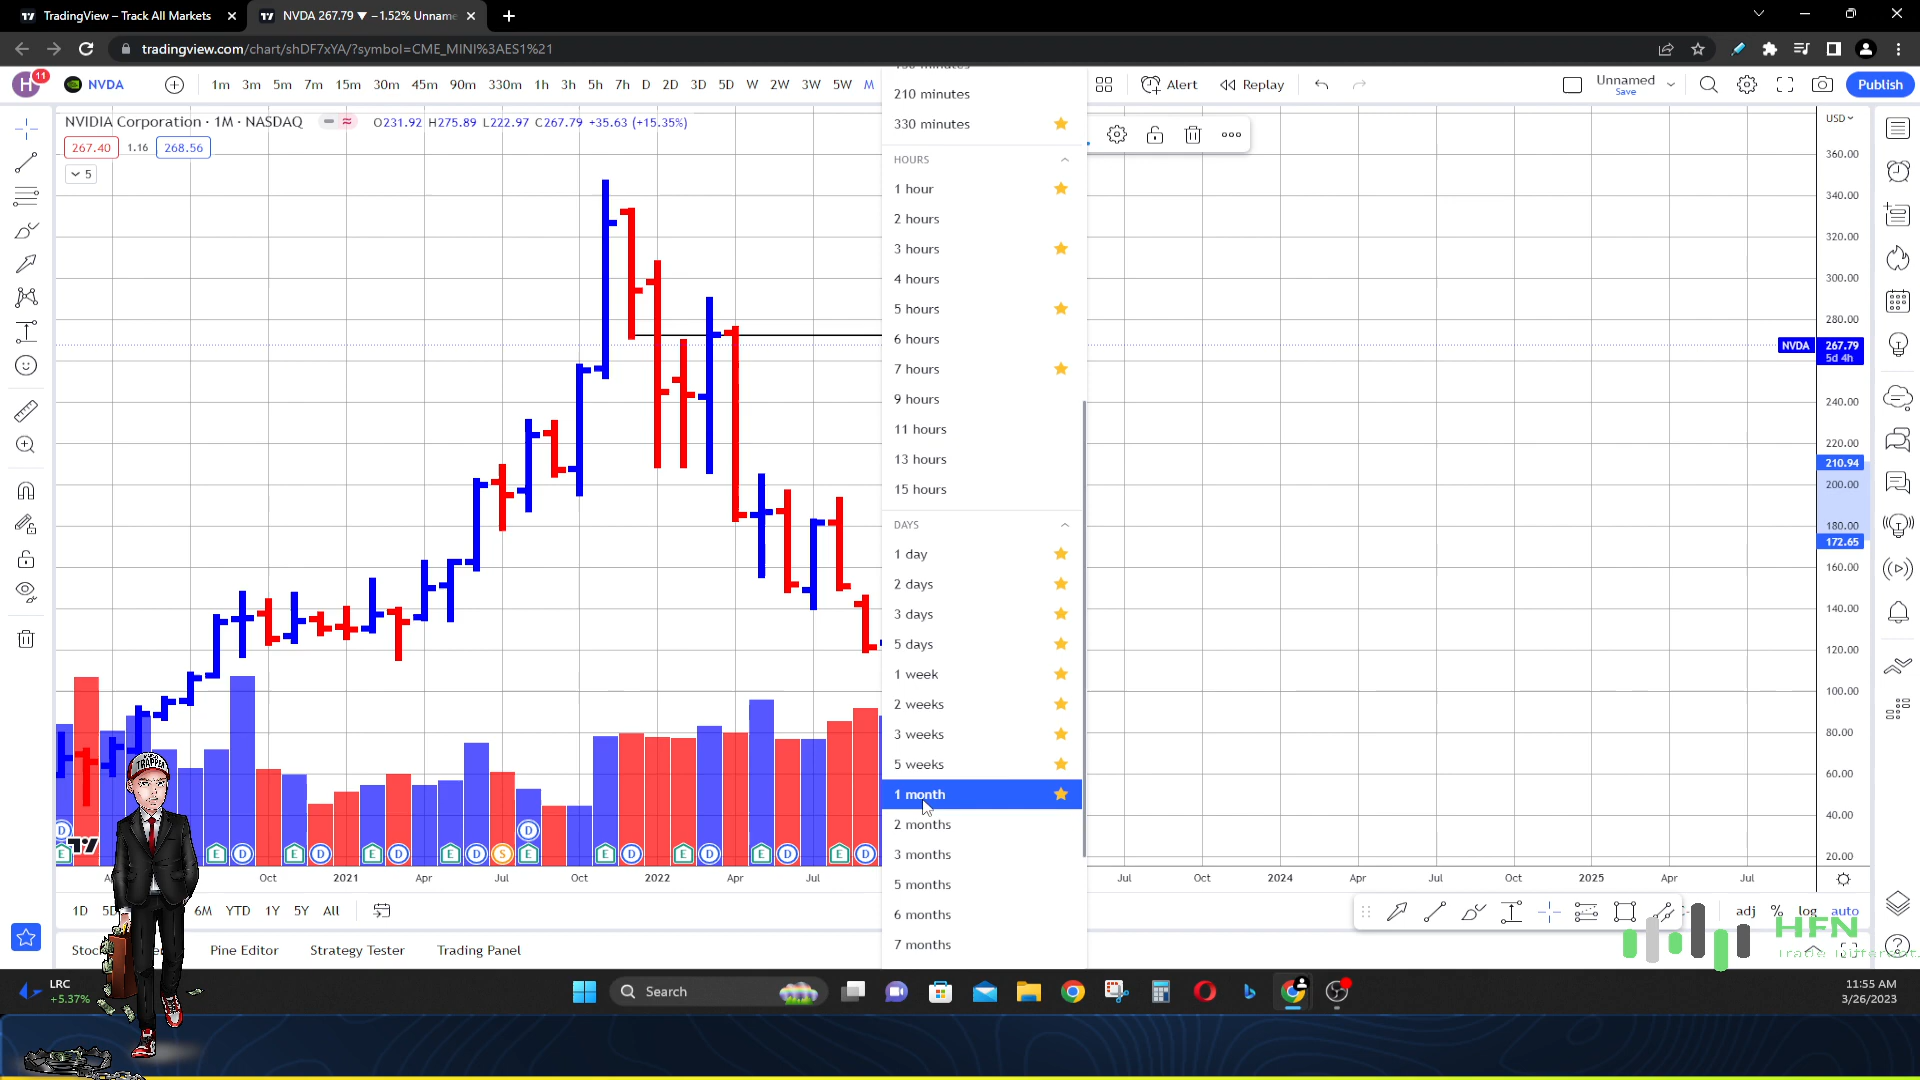 TradingView – Track All Markets
NVDA 267.79 ▼ −1.52% Unname
tradingview.com/chart/shDF7xYA/?symbol=CME_MINI%3AES1%21
H 11 NVDA 1m 3m 5m 7m 15m 30m 45m 90m 330m 1h 3h 5h 7h D 2D 3D 5D W 2W 3W 5W M
Alert Replay Unnamed Save Publish
NVIDIA Corporation · 1M · NASDAQ O231.92 H275.89 L222.97 C267.79 +35.63 (+15.35%)
267.40 1.16 268.56
5
210 minutes
330 minutes
HOURS
1 hour
2 hours
3 hours
4 hours
5 hours
6 hours
7 hours
9 hours
11 hours
13 hours
15 hours
DAYS
1 day
2 days
3 days
5 days
1 week
2 weeks
3 weeks
5 weeks
1 month
2 months
3 months
5 months
6 months
7 months
USD
360.00
340.00
320.00
300.00
280.00
NVDA 267.79
5d 4h
240.00
220.00
210.94
200.00
180.00
172.65
160.00
140.00
120.00
100.00
80.00
60.00
40.00
20.00
TRAPPER
D
E D E D E D E D S E D E D E D E D E D
Oct 2021 Apr Jul Oct 2022 Apr Jul
Jul Oct 2024 Apr Jul Oct 2025 Apr Jul
1D 6M YTD 1Y 5Y All
adj % log auto
Pine Editor Strategy Tester Trading Panel
HFN
Trade Different
LRC
+5.37%
Search
11:55 AM
3/26/2023